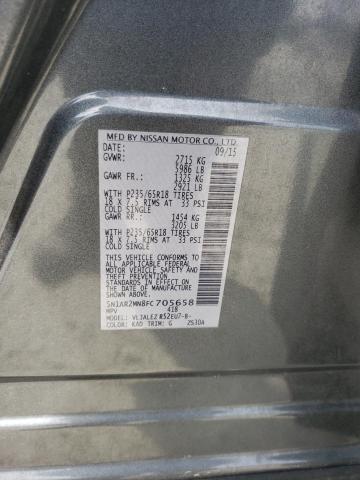 MFD BY NISSAN MOTOR CO., LTD.
DATE: 09/15
GVWR: 2715 KG
5986 LB
GAWR FR: 1325 KG
2921 LB
WITH P235/65R18 TIRES
18 X 7.5 RIMS AT 33 PSI
COLD SINGLE
GAWR RR: 1454 KG
3205 LB
WITH P235/65R18 TIRES
18 X 7.5 RIMS AT 33 PSI
COLD SINGLE
THIS VEHICLE CONFORMS
TO ALL APPLICABLE FEDERAL
MOTOR VEHICLE SAFETY AND
THEFT PREVENTION STANDARDS
IN EFFECT ON THE DATE OF
MANUFACTURE SHOWN ABOVE.
5N1AR2MN8FC705658
MPV 418
MODEL: R52EU7-B-
COLOR: KAD TRIM: G